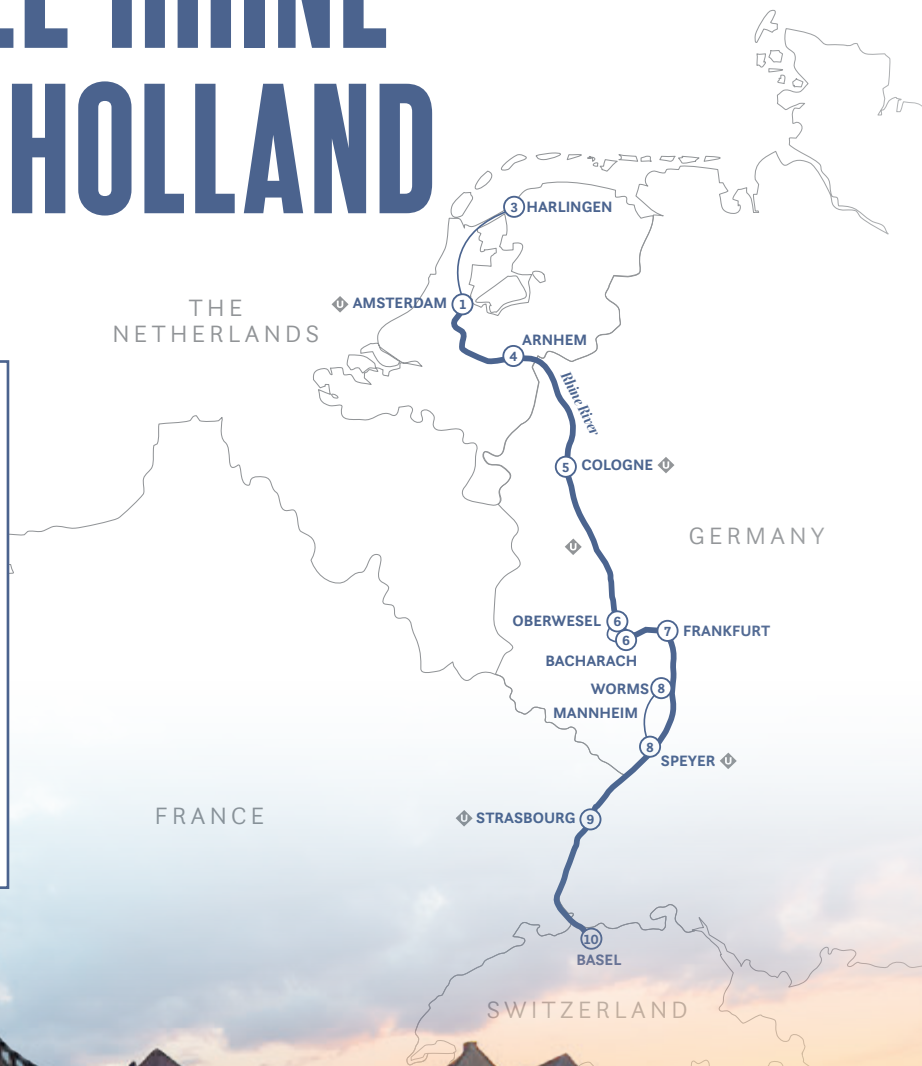 HOLLAND
3 HARLINGEN
THE
NETHERLANDS
U AMSTERDAM 1
ARNHEM
4
Rhine River
5 COLOGNE U
GERMANY
U
OBERWESEL 6
6
7 FRANKFURT
BACHARACH
WORMS 8
MANNHEIM
8
SPEYER U
FRANCE
U STRASBOURG 9
10
BASEL
SWITZERLAND